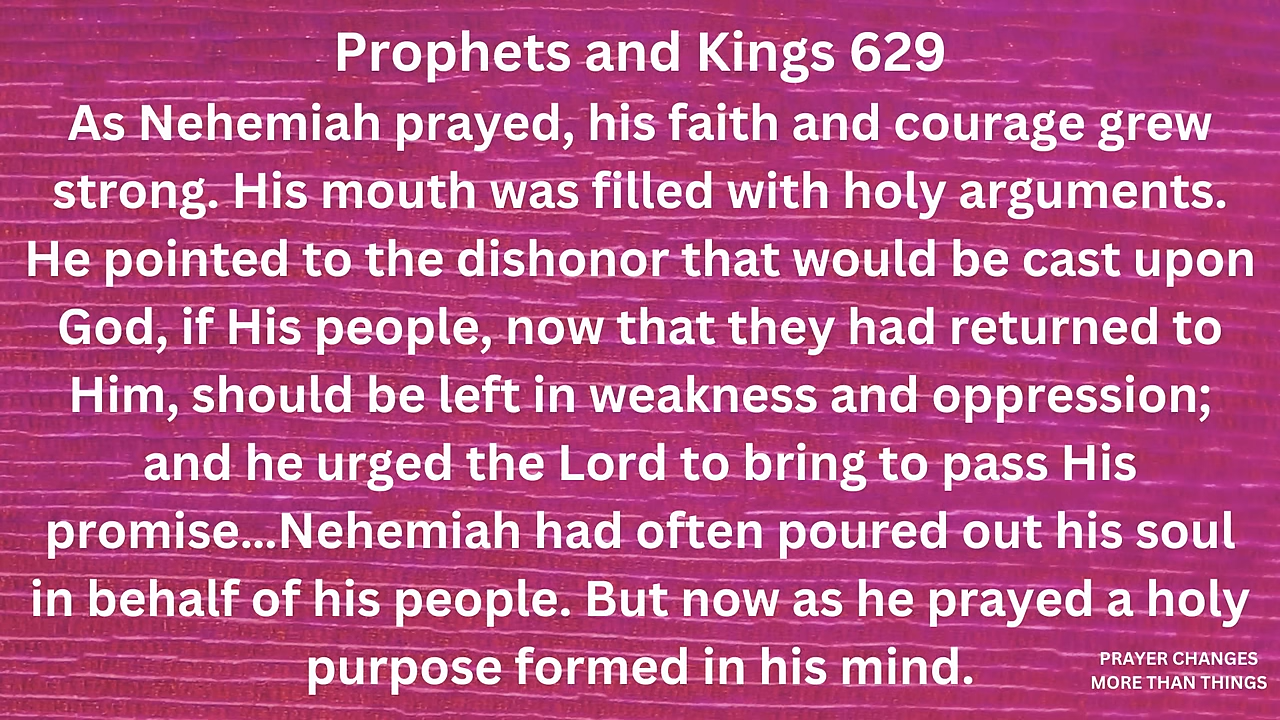 Prophets and Kings 629
As Nehemiah prayed, his faith and courage grew
strong. His mouth was filled with holy arguments.
He pointed to the dishonor that would be cast upon
God, if His people, now that they had returned to
Him, should be left in weakness and oppression;
and he urged the Lord to bring to pass His
promise...Nehemiah had often poured out his soul
in behalf of his people. But now as he prayed a holy
purpose formed in his mind.
PRAYER CHANGES
MORE THAN THINGS